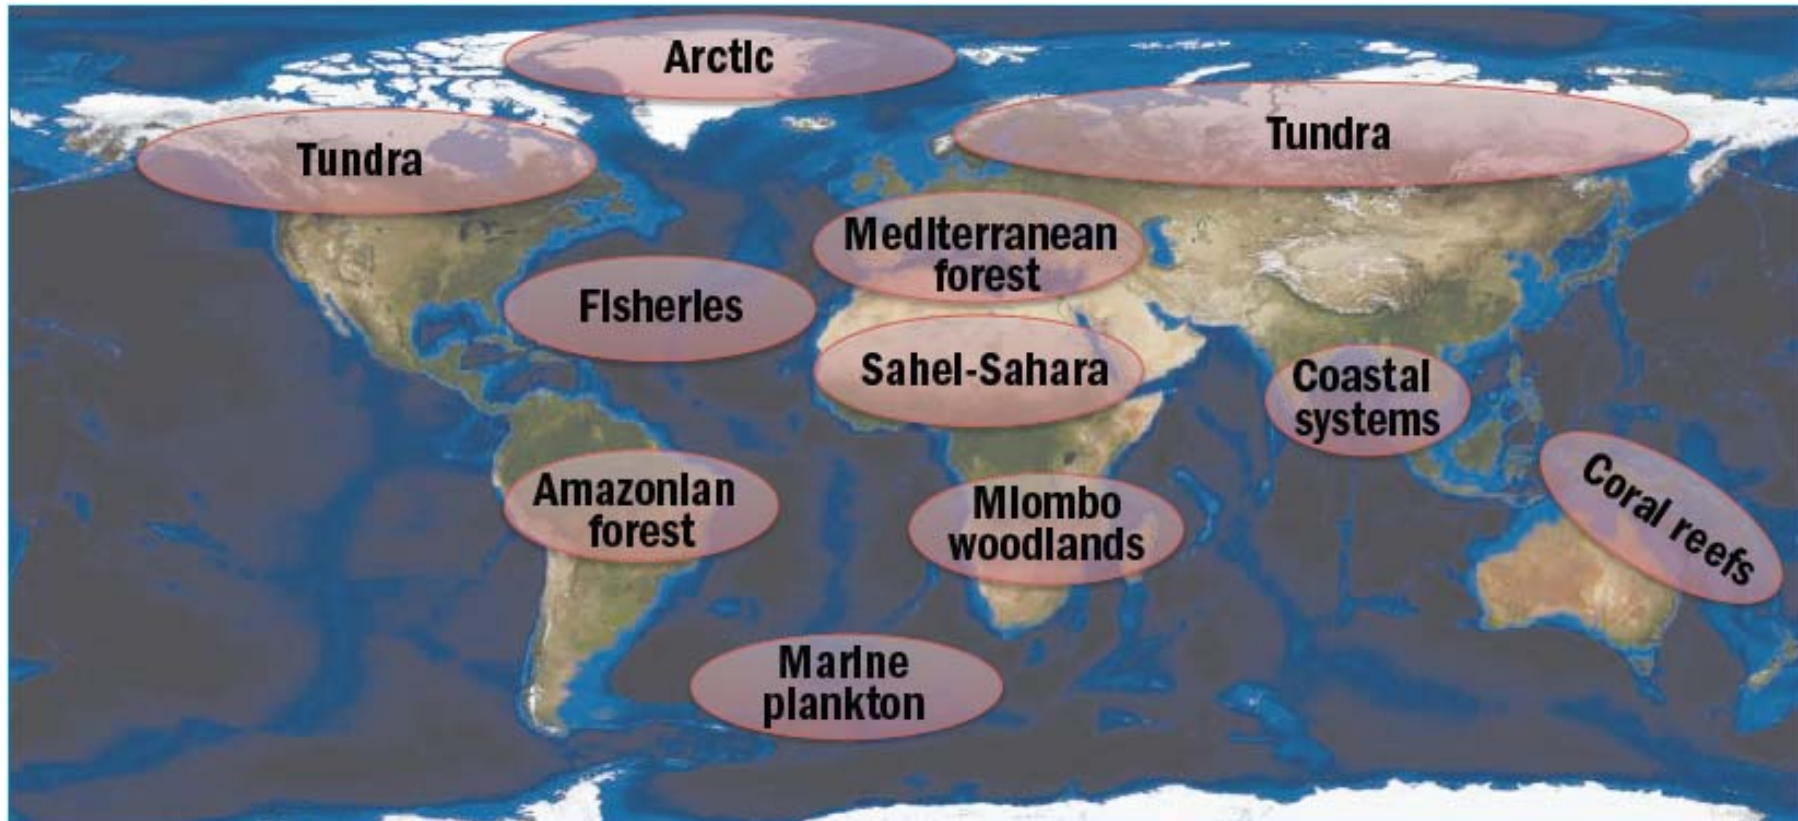 Arctic
Tundra
Tundra
Mediterranean
forest
Fisheries
Sahel-Sahara
Coastal
systems
Amazonian
forest
Miombo
woodlands
Coral reefs
Marine
plankton